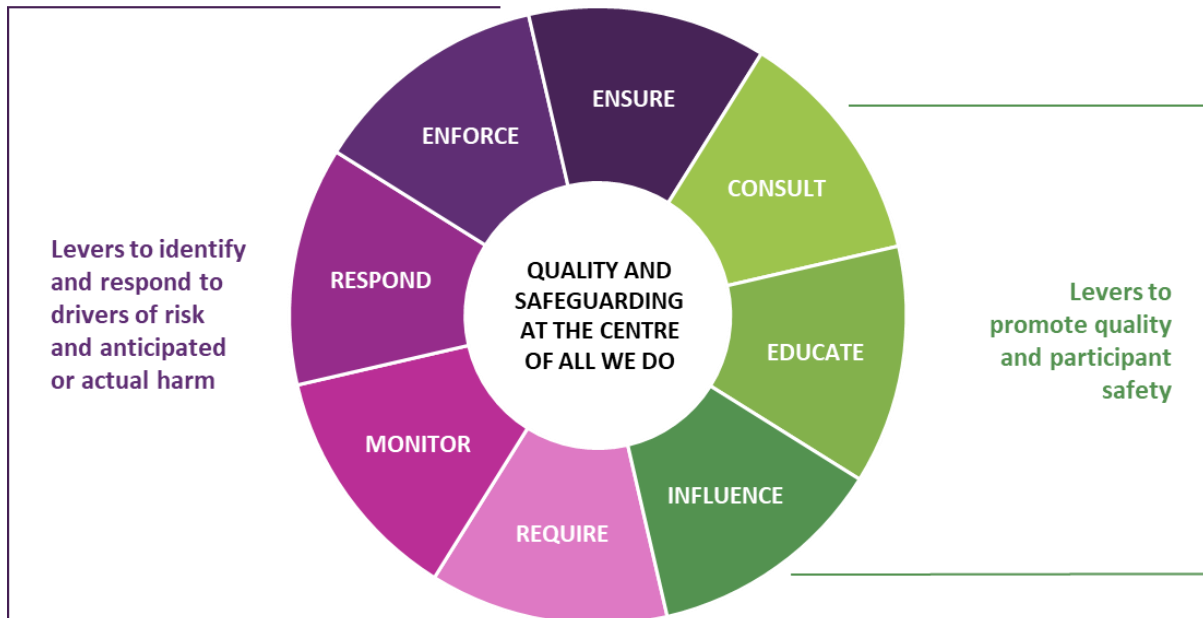 ENSURE
CONSULT
EDUCATE
INFLUENCE
REQUIRE
MONITOR
RESPOND
ENFORCE
QUALITY AND
SAFEGUARDING
AT THE CENTRE
OF ALL WE DO
Levers to identify
and respond to
drivers of risk
and anticipated
or actual harm
Levers to
promote quality
and participant
safety